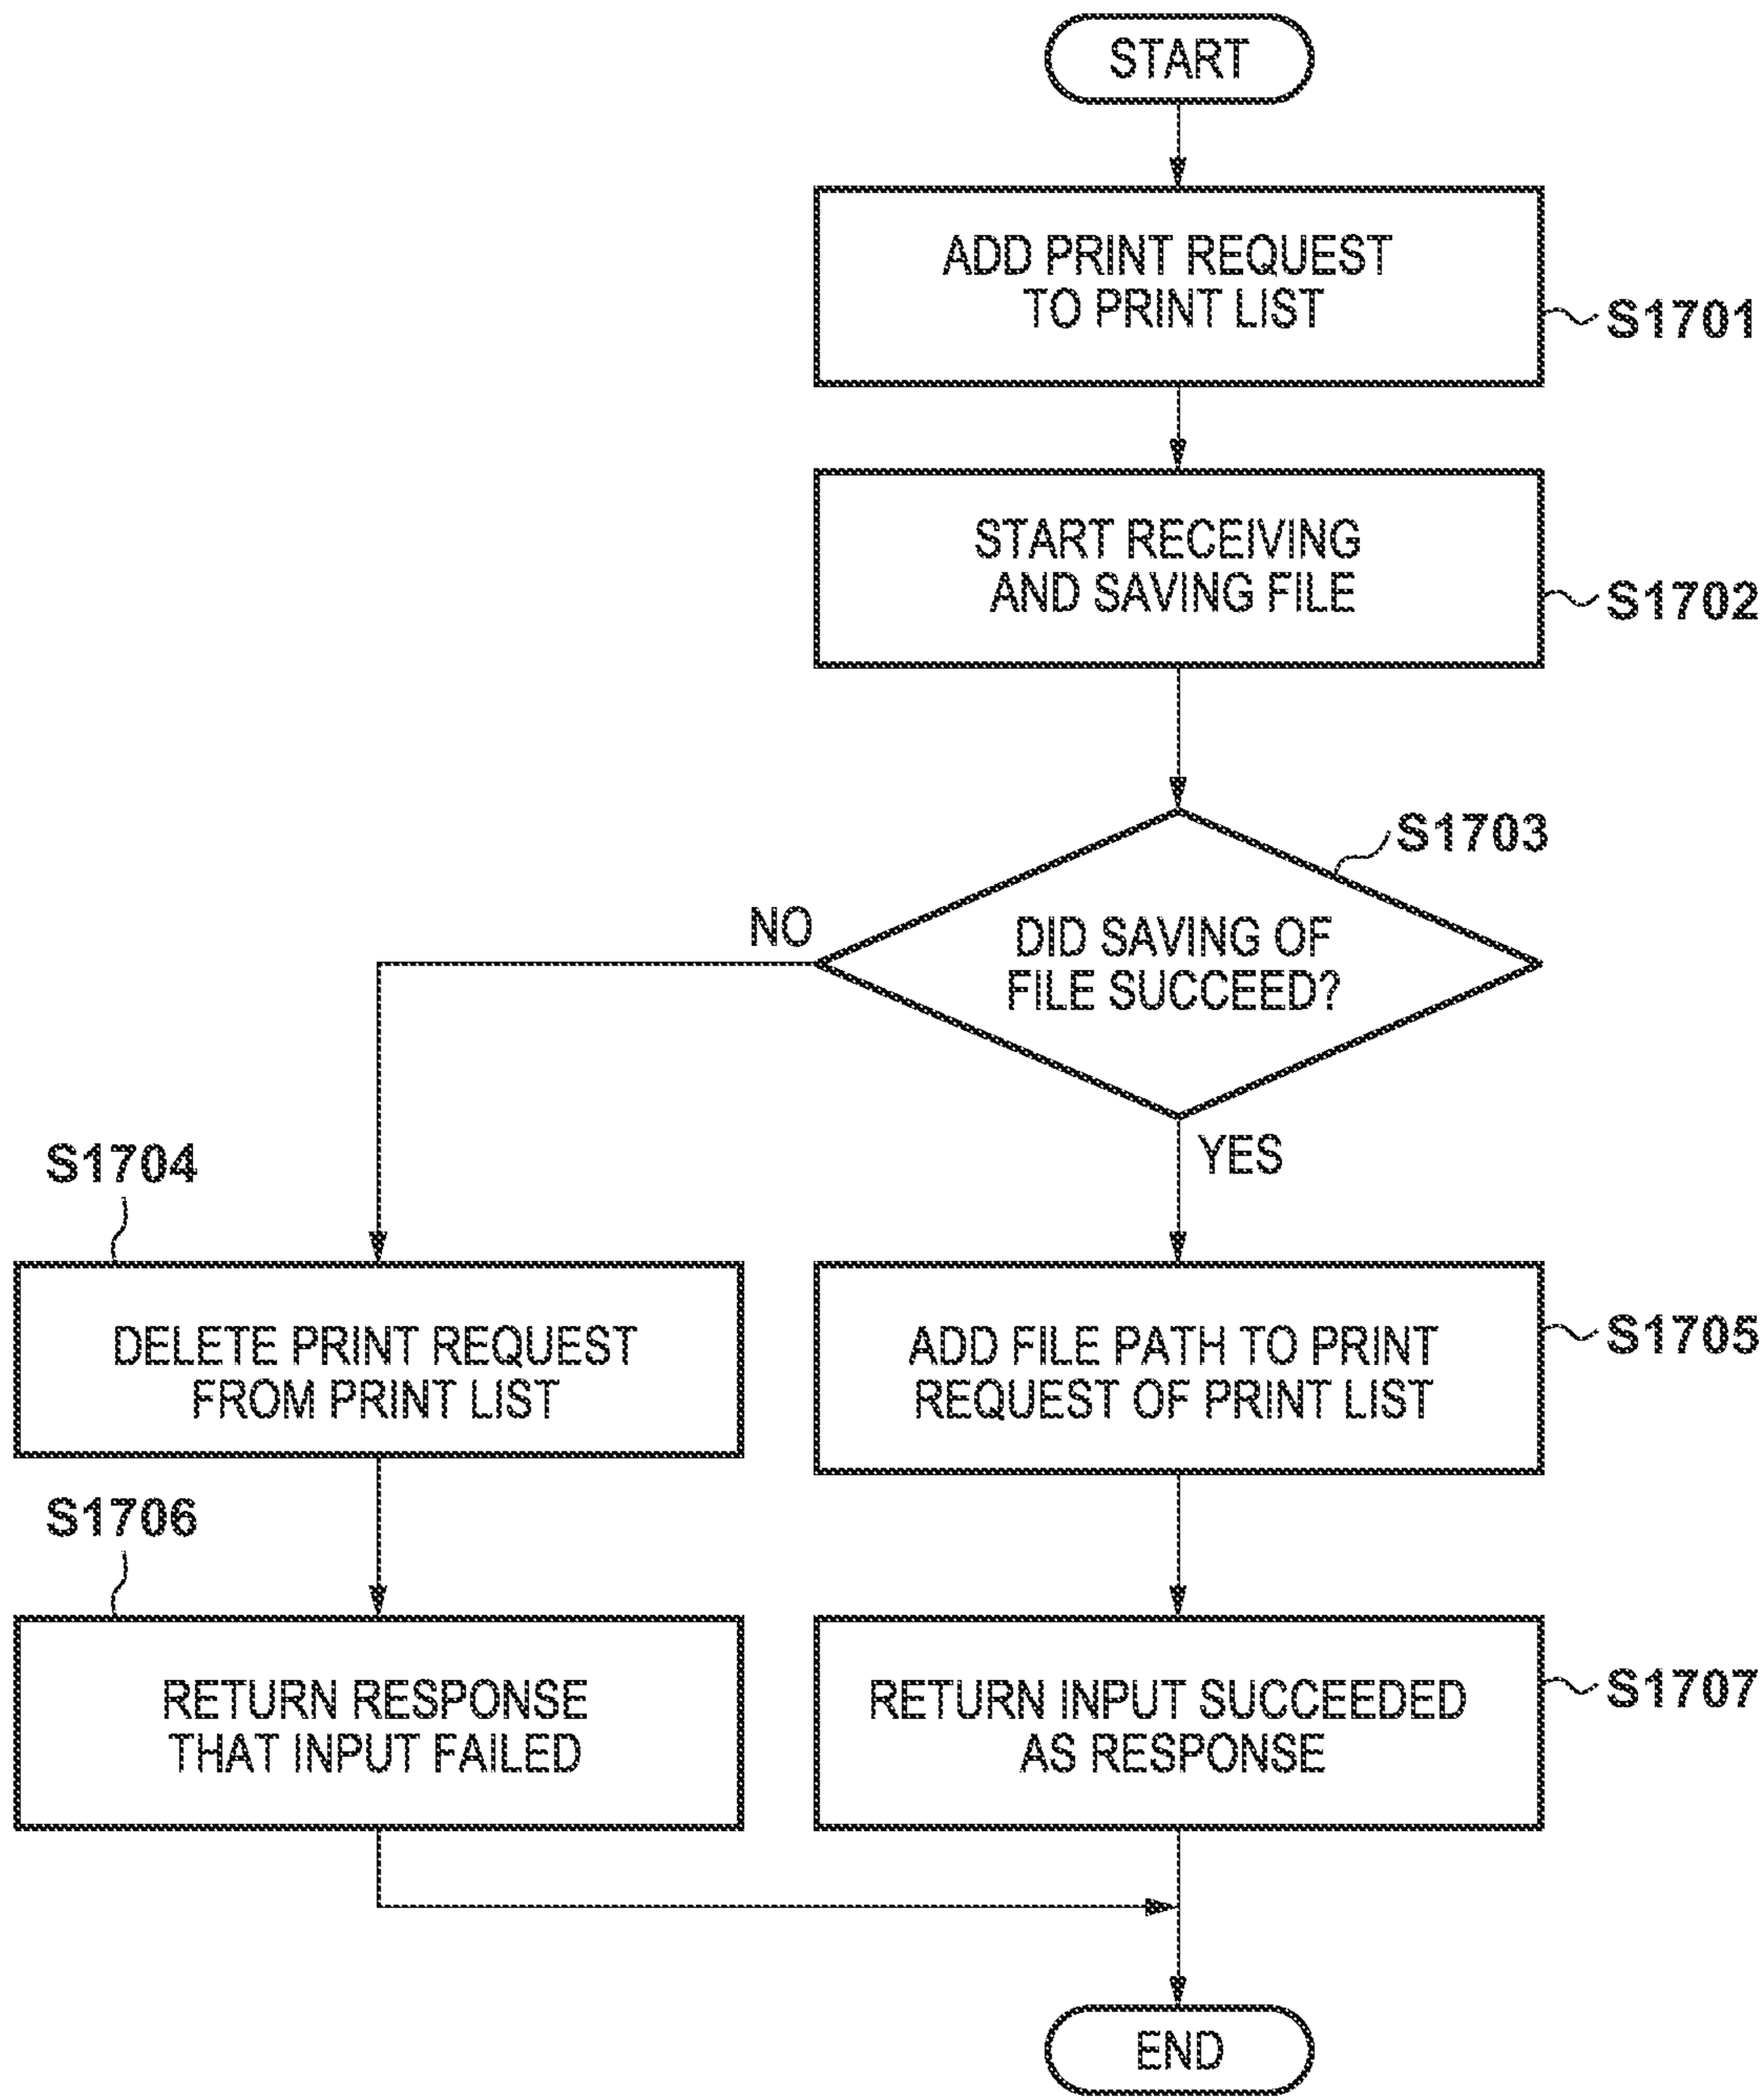 START
ADD PRINT REQUEST
TO PRINT LIST
S1701
START RECEIVING
AND SAVING FILE
S1702
S1703
DID SAVING OF
FILE SUCCEED?
NO
YES
S1704
DELETE PRINT REQUEST
FROM PRINT LIST
ADD FILE PATH TO PRINT
REQUEST OF PRINT LIST
S1705
S1706
RETURN RESPONSE
THAT INPUT FAILED
RETURN INPUT SUCCEEDED
AS RESPONSE
S1707
END